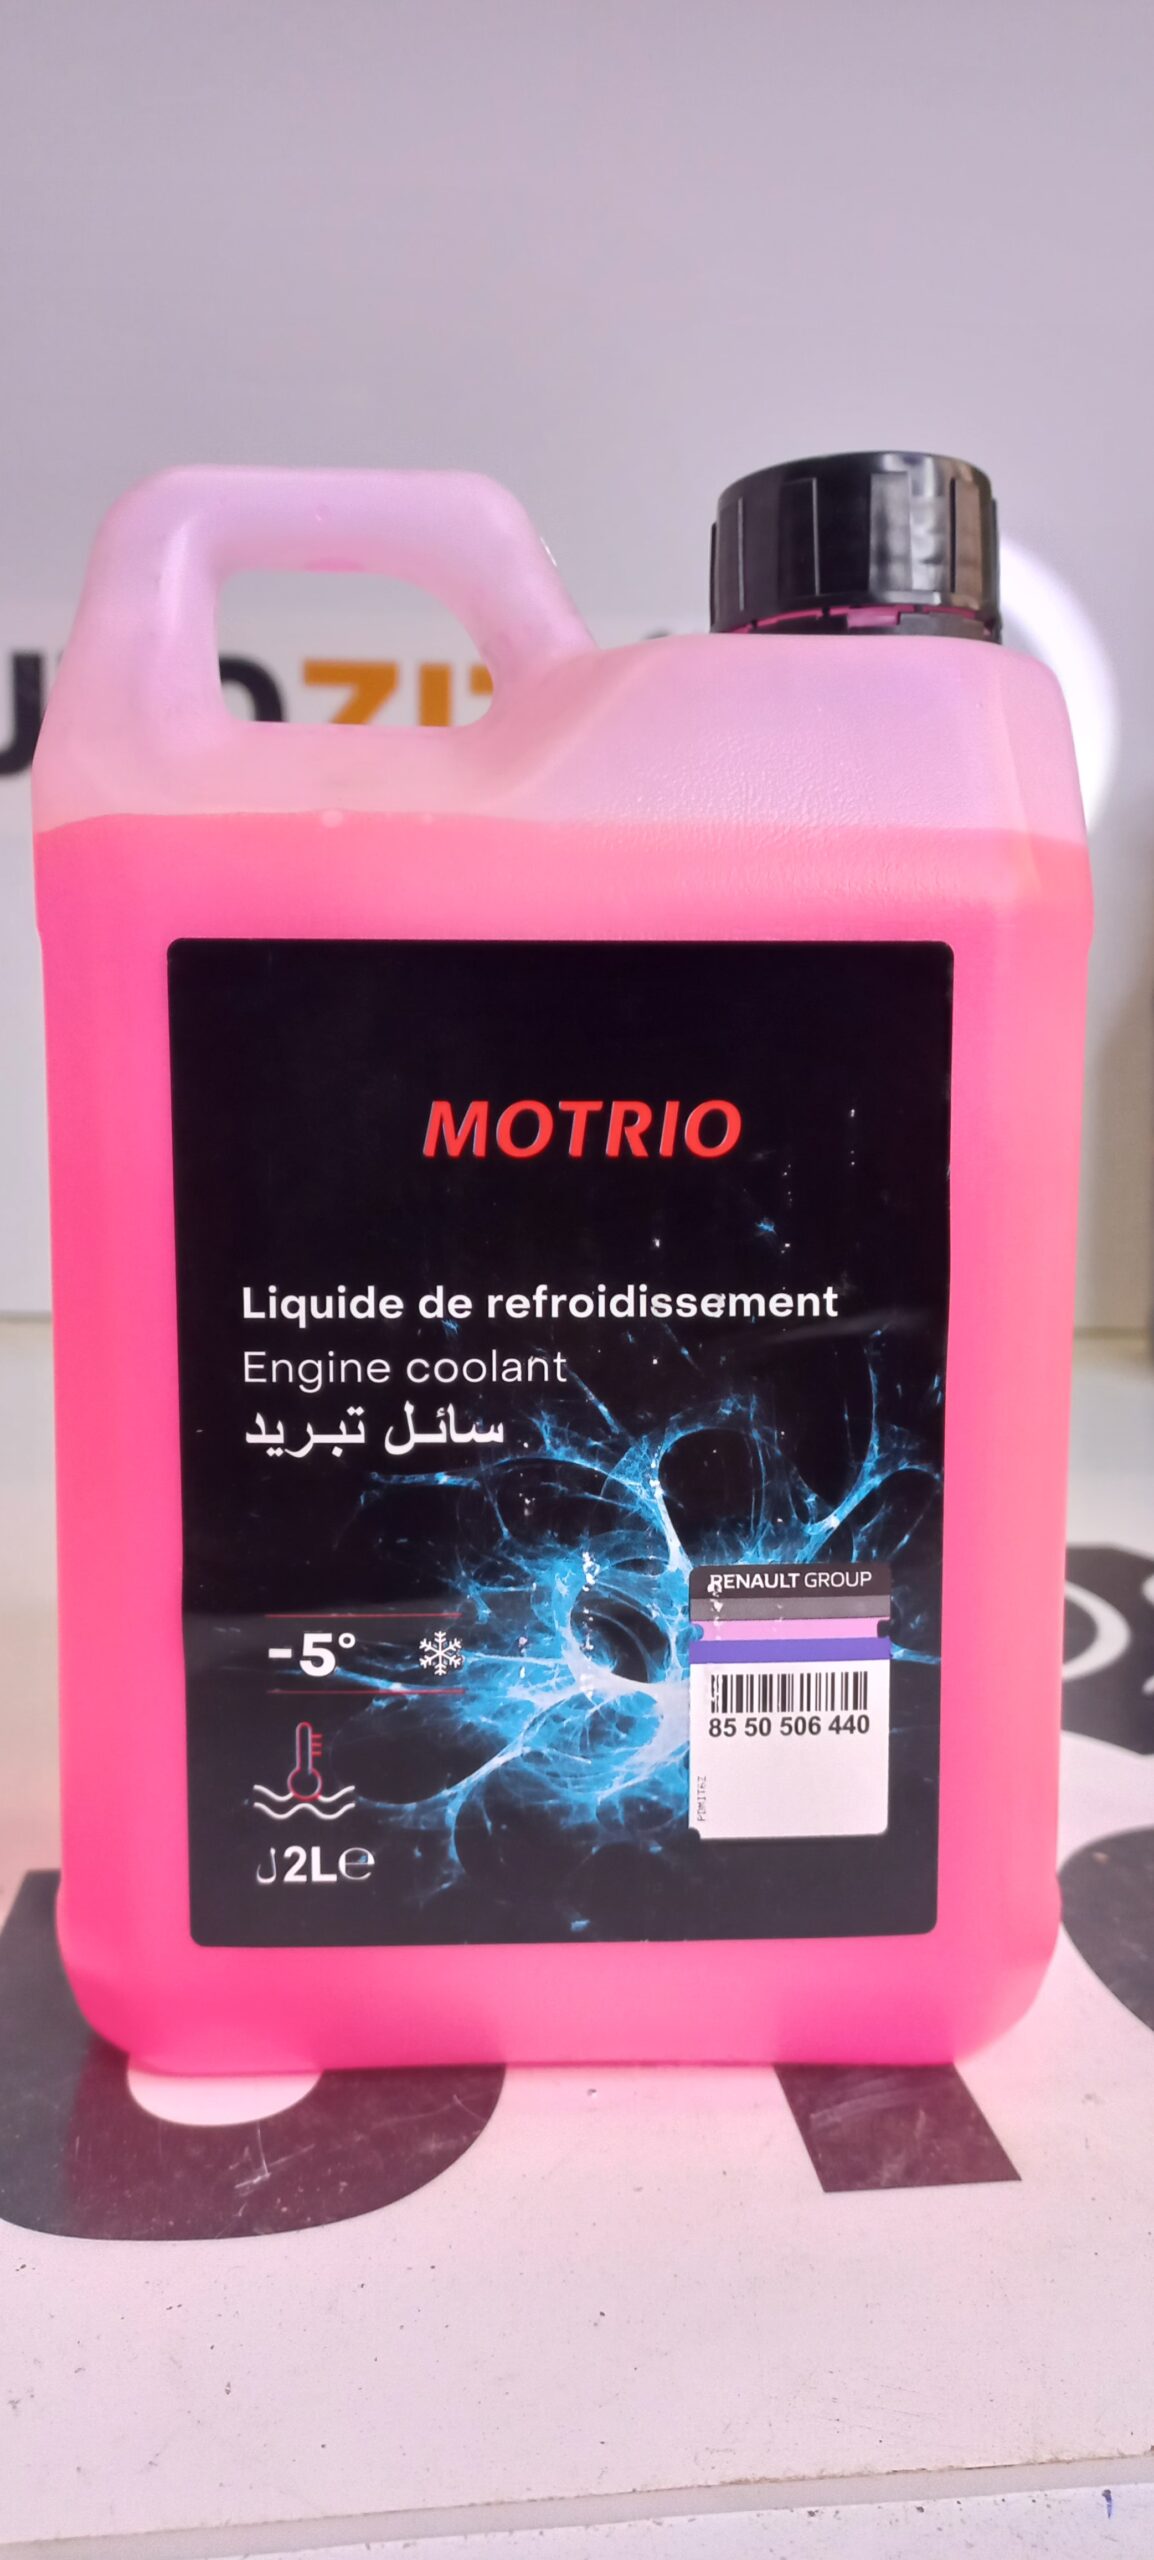 MOTRIO
Liquide de refroidissement
Engine coolant
سائل تبريد
RENAULT GROUP
-5°
85 50 506 440
ل 2L℮